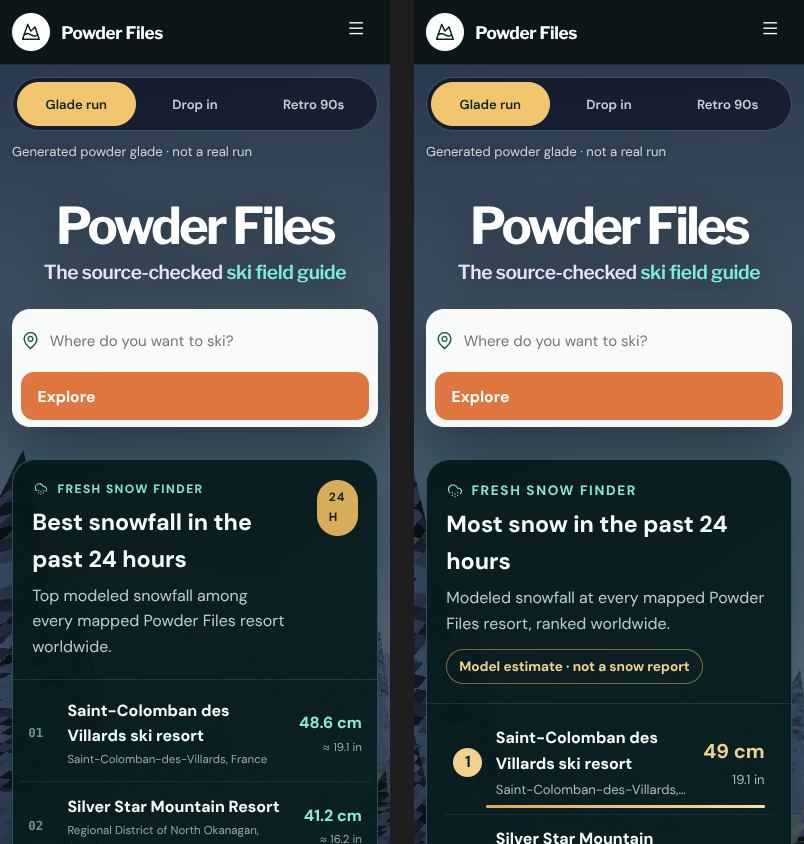 Powder Files
Glade run
Drop in
Retro 90s
Generated powder glade · not a real run
Powder Files
The source-checked ski field guide
Where do you want to ski?
Explore
FRESH SNOW FINDER
24
H
Best snowfall in the
past 24 hours
Top modeled snowfall among
every mapped Powder Files resort
worldwide.
01
Saint-Colomban des
Villards ski resort
Saint-Colomban-des-Villards, France
48.6 cm
≈ 19.1 in
02
Silver Star Mountain Resort
Regional District of North Okanagan,
41.2 cm
≈ 16.2 in
Powder Files
Glade run
Drop in
Retro 90s
Generated powder glade · not a real run
Powder Files
The source-checked ski field guide
Where do you want to ski?
Explore
FRESH SNOW FINDER
Most snow in the past 24
hours
Modeled snowfall at every mapped Powder
Files resort, ranked worldwide.
Model estimate · not a snow report
1
Saint-Colomban des
Villards ski resort
Saint-Colomban-des-Villards,...
49 cm
19.1 in
Silver Star Mountain